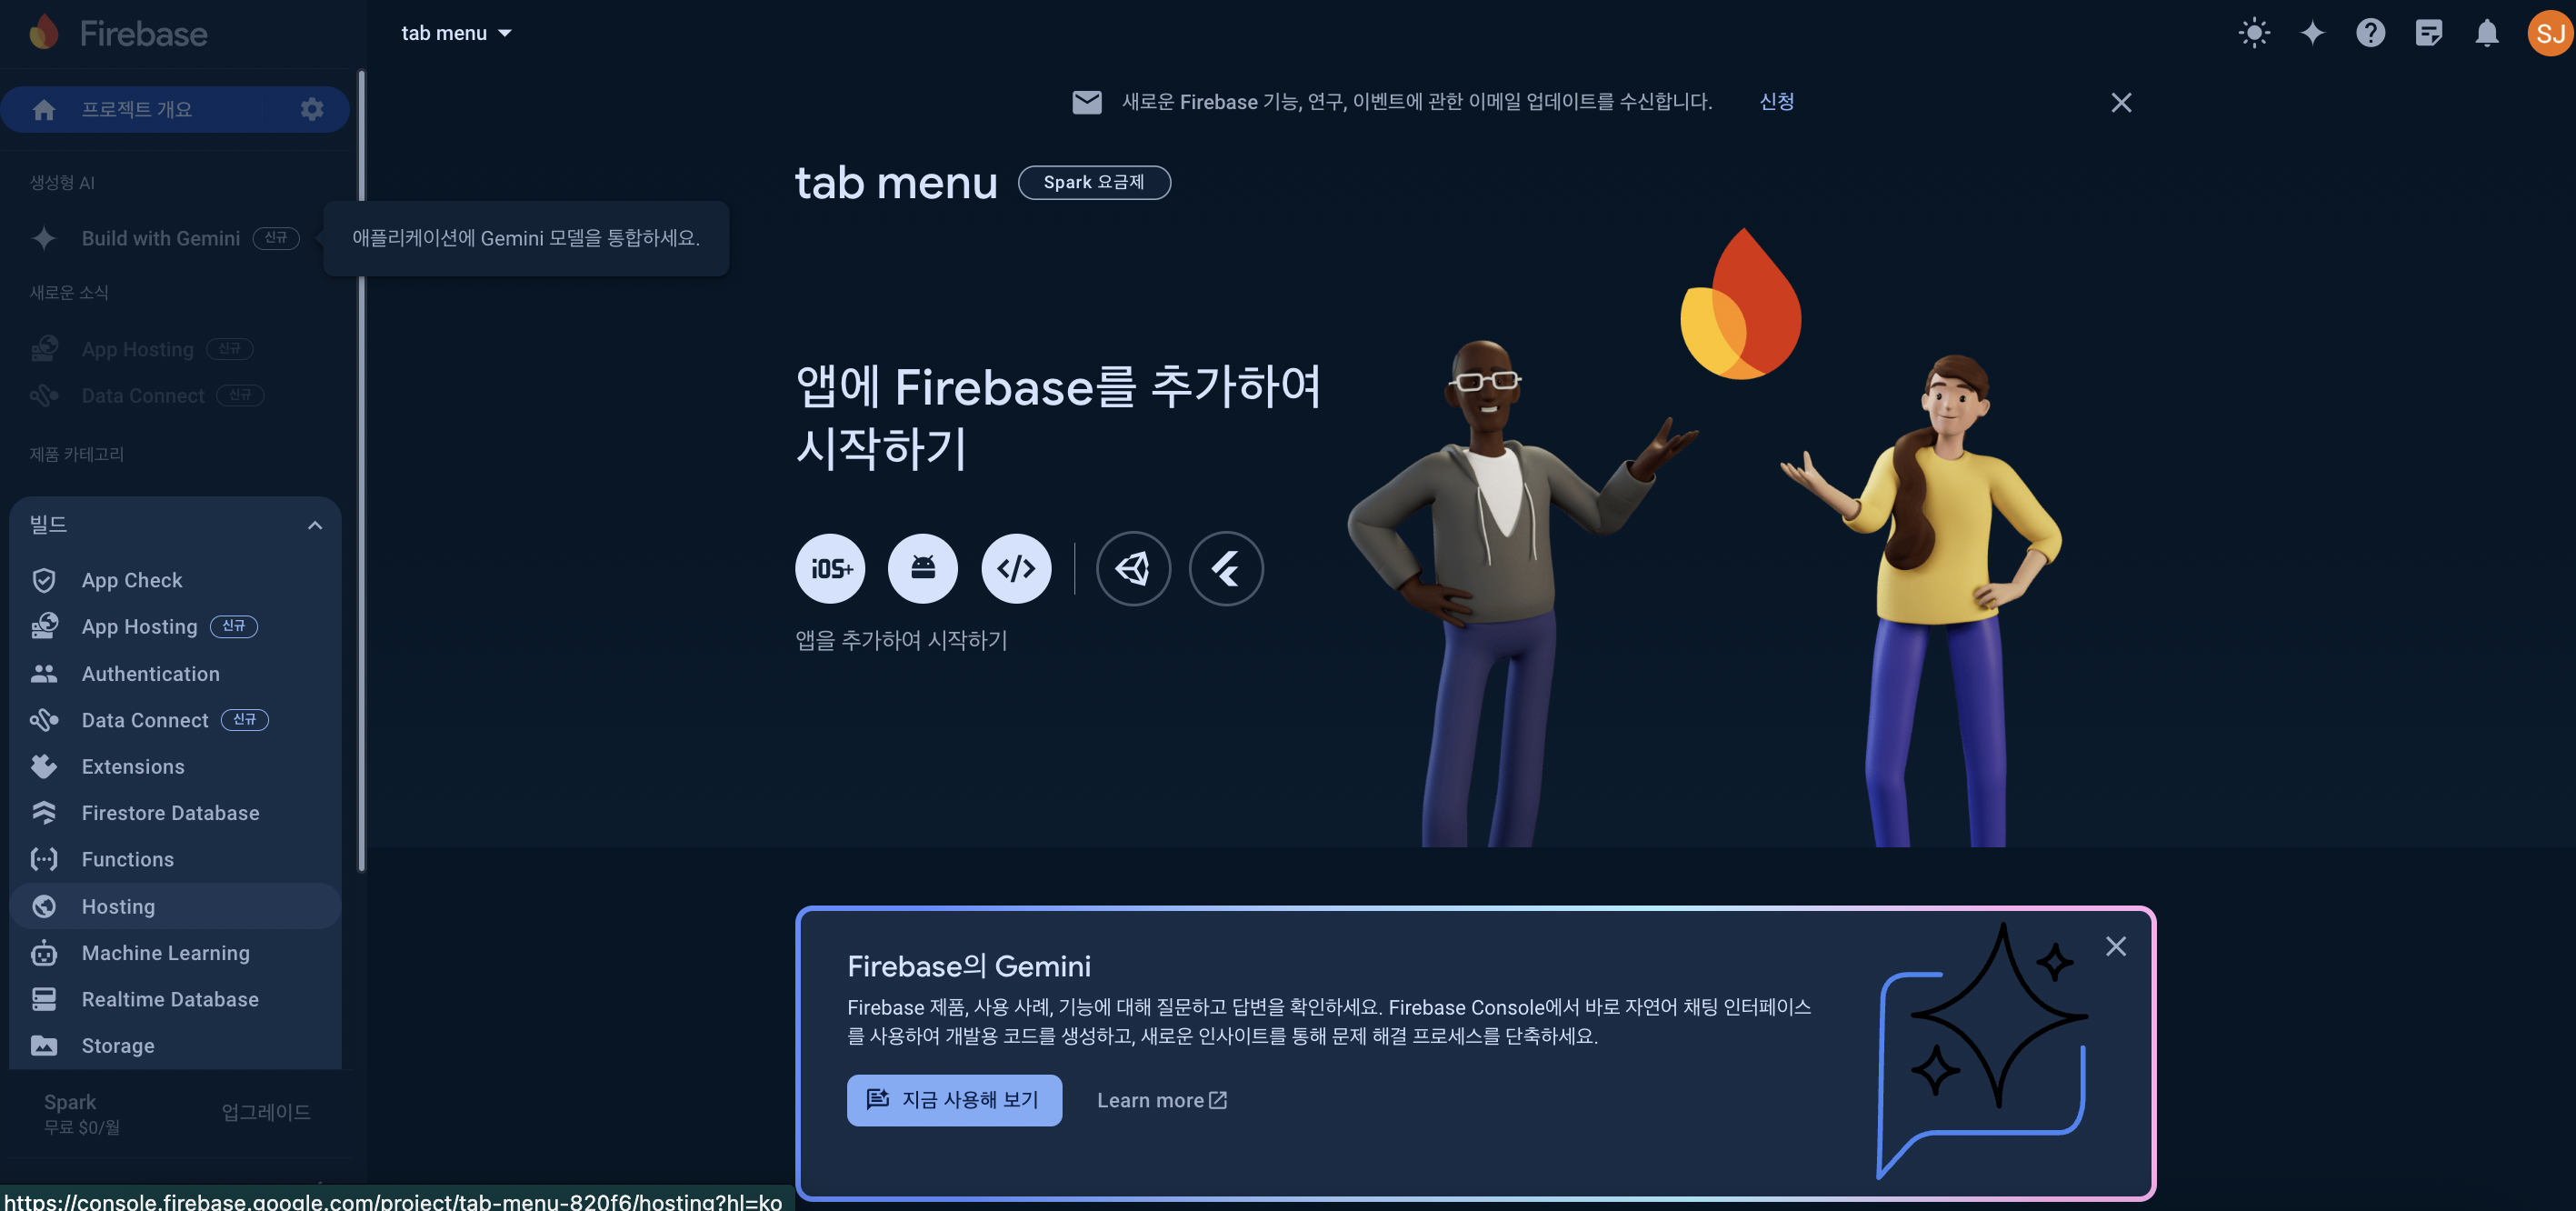 Firebase
tab menu
SJ
프로젝트 개요
새로운 Firebase 기능, 연구, 이벤트에 관한 이메일 업데이트를 수신합니다. 신청
생성형 AI
Build with Gemini 신규
애플리케이션에 Gemini 모델을 통합하세요.
새로운 소식
App Hosting 신규
Data Connect 신규
제품 카테고리
빌드
App Check
App Hosting 신규
Authentication
Data Connect 신규
Extensions
Firestore Database
Functions
Hosting
Machine Learning
Realtime Database
Storage
Spark
무료 $0/월
업그레이드
tab menu Spark 요금제
앱에 Firebase를 추가하여
시작하기
iOS+
앱을 추가하여 시작하기
Firebase의 Gemini
Firebase 제품, 사용 사례, 기능에 대해 질문하고 답변을 확인하세요. Firebase Console에서 바로 자연어 채팅 인터페이스
를 사용하여 개발용 코드를 생성하고, 새로운 인사이트를 통해 문제 해결 프로세스를 단축하세요.
지금 사용해 보기 Learn more
https://console.firebase.google.com/project/tab-menu-820f6/hosting?hl=ko